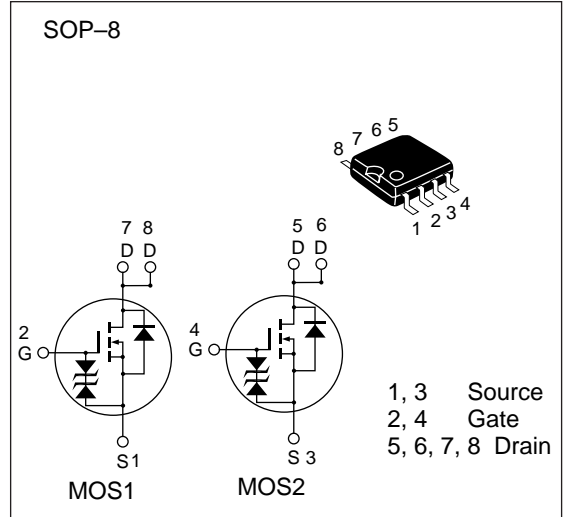 SOP–8
8 7 6 5
1 2 3 4
7 8
D D
2
G
S 1
MOS1
5 6
D D
4
G
S 3
MOS2
1, 3 Source
2, 4 Gate
5, 6, 7, 8 Drain